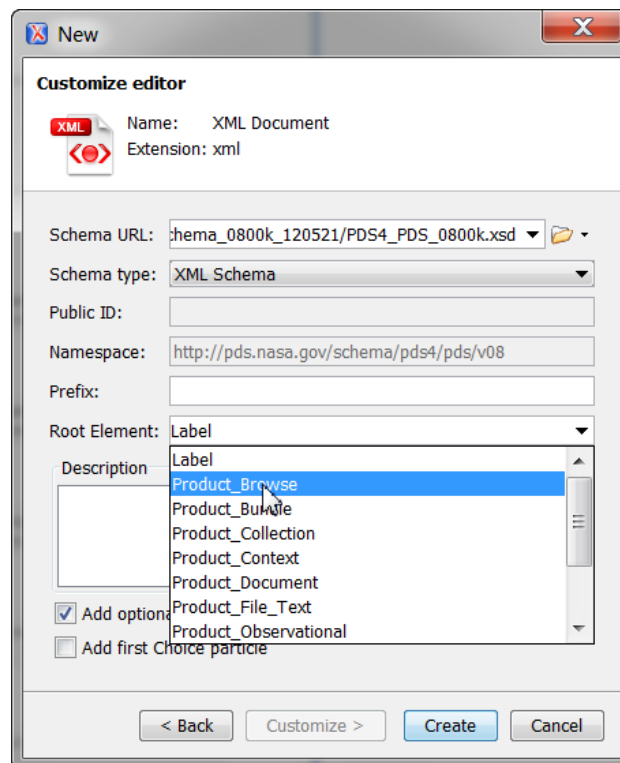 New
Customize editor
XML
Name: XML Document
Extension: xml
Schema URL: :hema_0800k_120521/PDS4_PDS_0800k.xsd
Schema type: XML Schema
Public ID:
Namespace: http://pds.nasa.gov/schema/pds4/pds/v08
Prefix:
Root Element: Label
Description
Label
Product_Browse
Product_Bundle
Product_Collection
Product_Context
Product_Document
Product_File_Text
Product_Observational
Add optiona
Add first Choice particle
< Back
Customize >
Create
Cancel